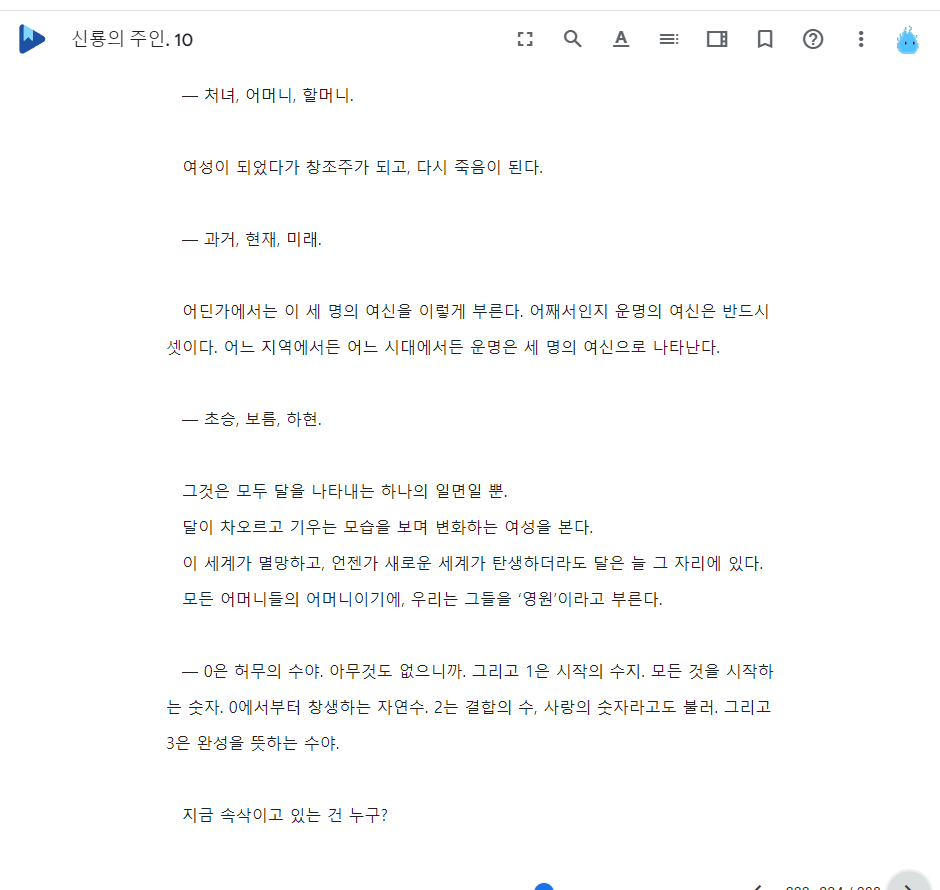 신룡의 주인. 10
— 처녀, 어머니, 할머니.
여성이 되었다가 창조주가 되고, 다시 죽음이 된다.
— 과거, 현재, 미래.
어딘가에서는 이 세 명의 여신을 이렇게 부른다. 어째서인지 운명의 여신은 반드시
셋이다. 어느 지역에서든 어느 시대에서든 운명은 세 명의 여신으로 나타난다.
— 초승, 보름, 하현.
그것은 모두 달을 나타내는 하나의 일면일 뿐.
달이 차오르고 기우는 모습을 보며 변화하는 여성을 본다.
이 세계가 멸망하고, 언젠가 새로운 세계가 탄생하더라도 달은 늘 그 자리에 있다.
모든 어머니들의 어머니이기에, 우리는 그들을 ‘영원’이라고 부른다.
— 0은 허무의 수야. 아무것도 없으니까. 그리고 1은 시작의 수지. 모든 것을 시작하
는 숫자. 0에서부터 창생하는 자연수. 2는 결합의 수, 사랑의 숫자라고도 불러. 그리고
3은 완성을 뜻하는 수야.
지금 속삭이고 있는 건 누구?